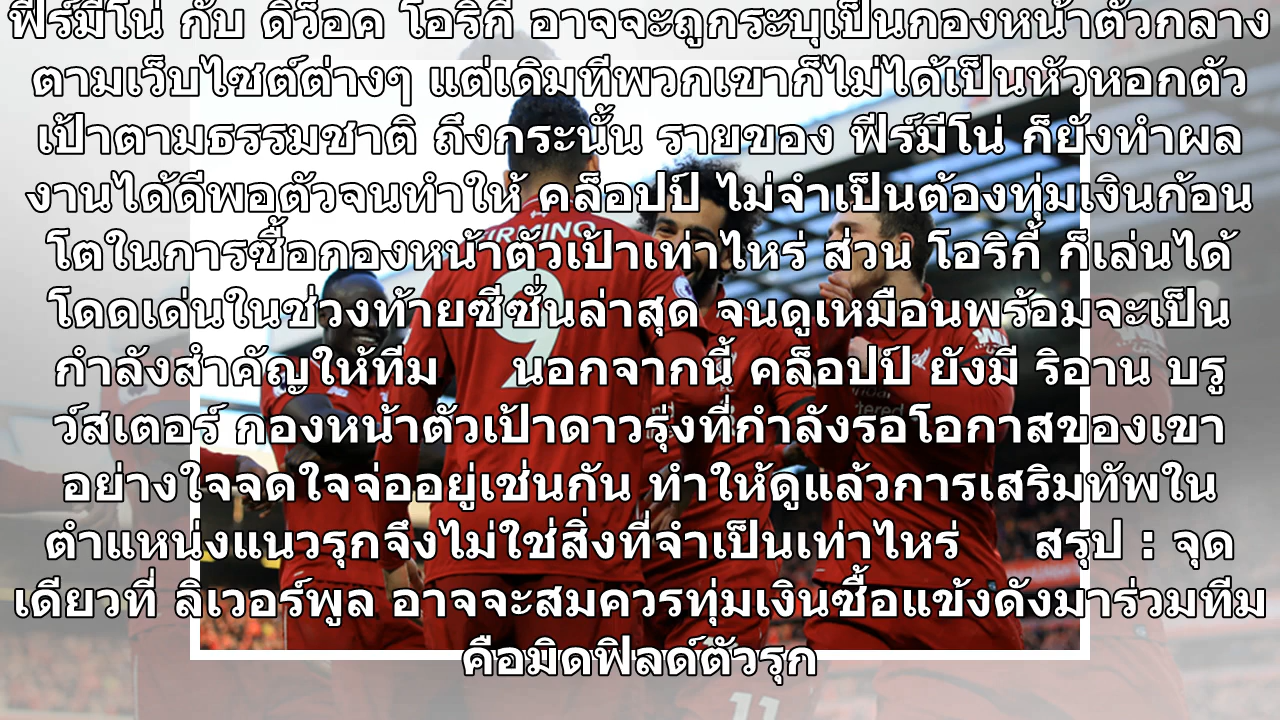 ฟีร์มีโน่ กับ ดิว็อค โอริกี้ อาจจะถูกระบุเป็นกองหน้าตัวกลาง
ตามเว็บไซต์ต่างๆ แต่เดิมทีพวกเขาก็ไม่ได้เป็นหัวหอกตัว
เป้าตามธรรมชาติ ถึงกระนั้น รายของ ฟีร์มีโน่ ก็ยังทำผล
งานได้ดีพอตัวจนทำให้ คล็อปป์ ไม่จำเป็นต้องทุ่มเงินก้อน
โตในการซื้อกองหน้าตัวเป้าเท่าไหร่ ส่วน โอริกี้ ก็เล่นได้
โดดเด่นในช่วงท้ายซีซั่นล่าสุด จนดูเหมือนพร้อมจะเป็น
กำลังสำคัญให้ทีม นอกจากนี้ คล็อปป์ ยังมี ริอาน บรู
ว์สเตอร์ กองหน้าตัวเป้าดาวรุ่งที่กำลังรอโอกาสของเขา
อย่างใจจดใจจ่ออยู่เช่นกัน ทำให้ดูแล้วการเสริมทัพใน
ตำแหน่งแนวรุกจึงไม่ใช่สิ่งที่จำเป็นเท่าไหร่ สรุป : จุด
เดียวที่ ลิเวอร์พูล อาจจะสมควรทุ่มเงินซื้อแข้งดังมาร่วมทีม
คือมิดฟิลด์ตัวรุก
9
11